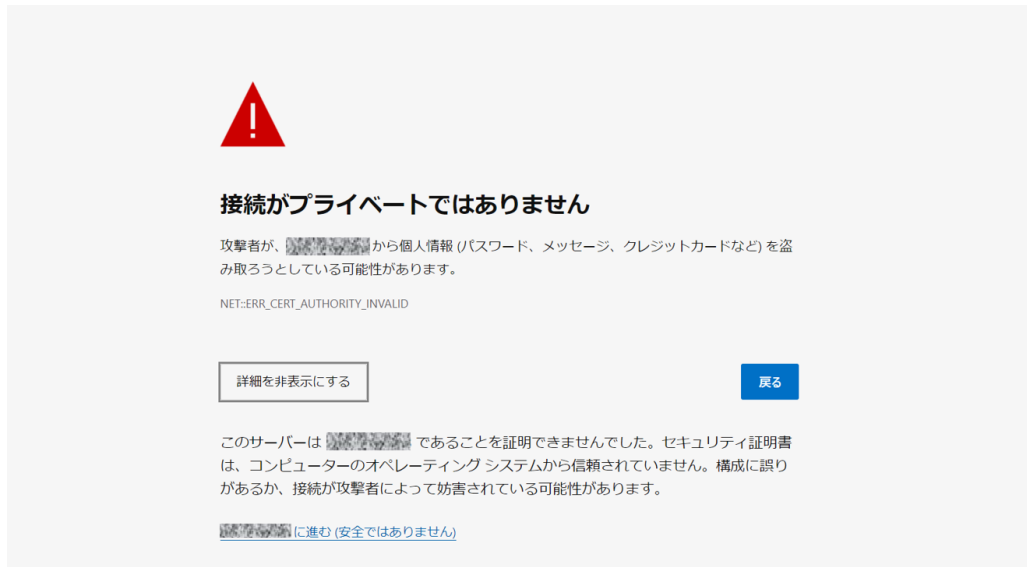 接続がプライベートではありません
攻撃者が、から個人情報 (パスワード、メッセージ、クレジットカードなど) を盗
み取ろうとしている可能性があります。
NET::ERR_CERT_AUTHORITY_INVALID
詳細を非表示にする
戻る
このサーバーは であることを証明できませんでした。セキュリティ証明書
は、コンピューターのオペレーティング システムから信頼されていません。構成に誤り
があるか、接続が攻撃者によって妨害されている可能性があります。
に進む (安全ではありません)